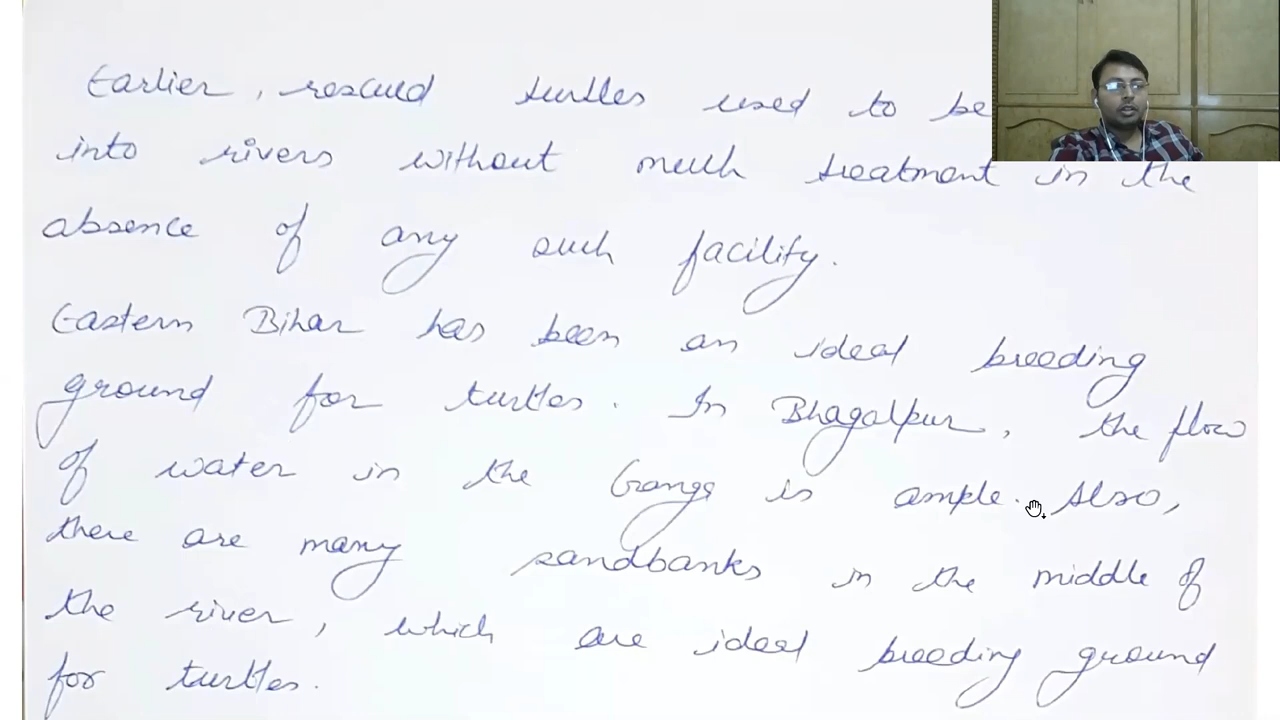 Earlier, rescued turtles used to be
into rivers without much treatment in the
absence of any such facility.
Eastern Bihar has been an ideal breeding
ground for turtles. In Bhagalpur, the flow
of water in the Ganga is ample. Also,
there are many sandbanks in the middle of
the river, which are ideal breeding ground
for turtles.